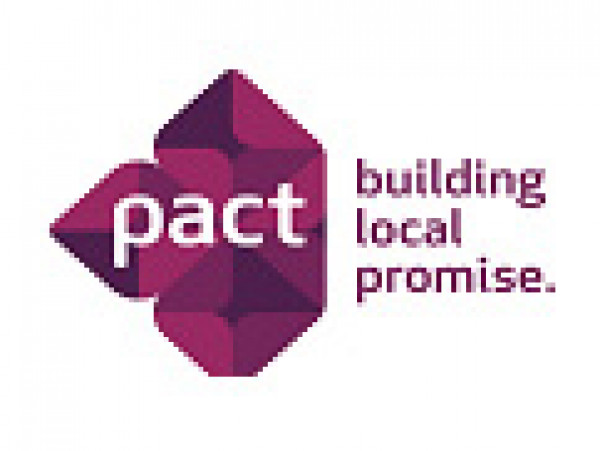 pact
building
local
promise.